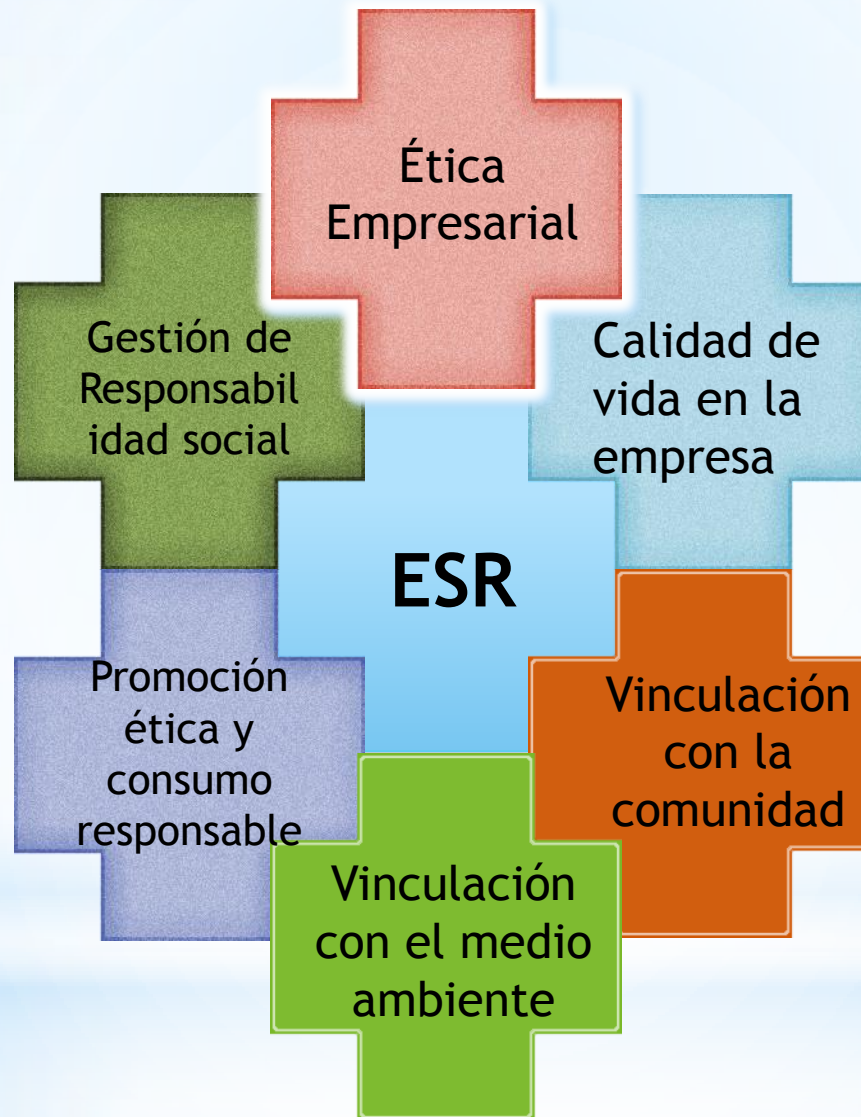 Ética
Empresarial
Gestión de
Responsabil
idad social
Calidad de
vida en la
empresa
ESR
Promoción
ética y
consumo
responsable
Vinculación
con la
comunidad
Vinculación
con el medio
ambiente